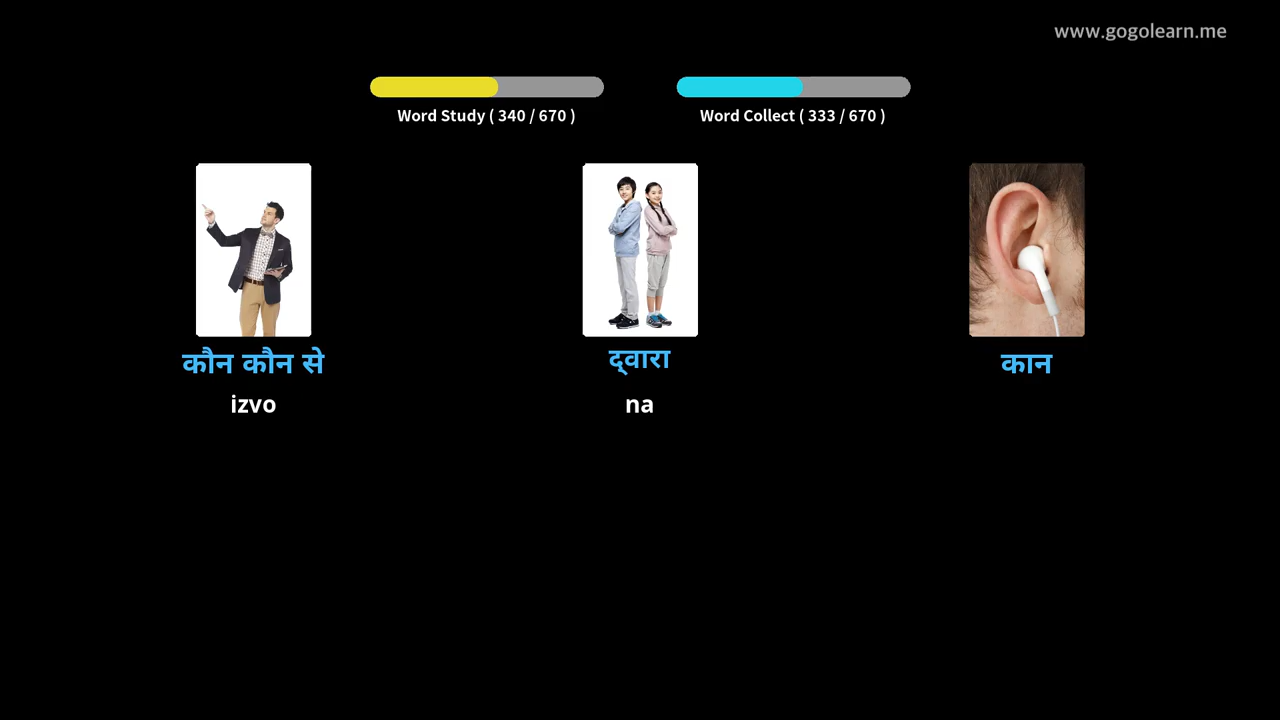 www.gogolearn.me
Word Study ( 340 / 670 )
Word Collect ( 333 / 670 )
कौन कौन से
द्वारा
कान
izvo
na